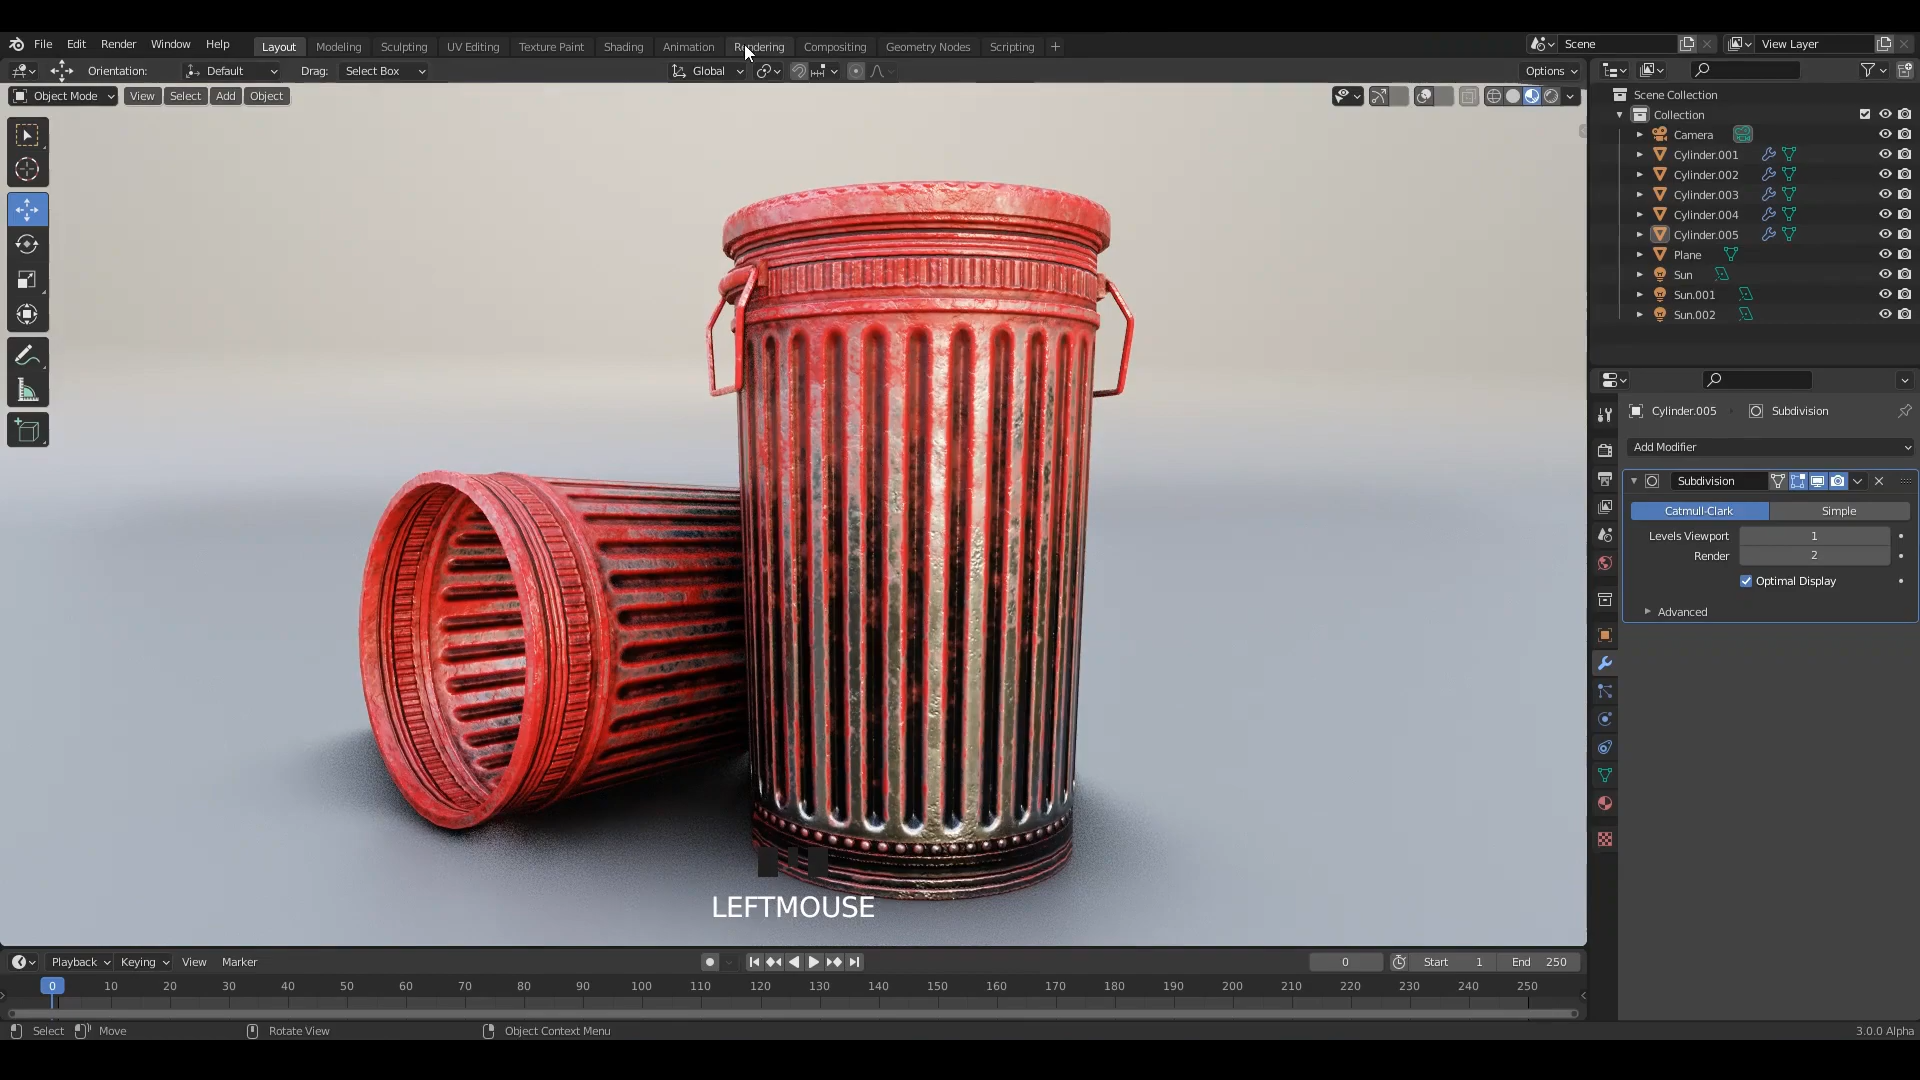 File Edit Render Window Help Layout Modeling Sculpting UV Editing Texture Paint Shading Animation Rendering Compositing Geometry Nodes Scripting + Scene View Layer
Orientation: Default Drag: Select Box Global Options
Object Mode View Select Add Object
Scene Collection
Collection
Camera
Cylinder.001
Cylinder.002
Cylinder.003
Cylinder.004
Cylinder.005
Plane
Sun
Sun.001
Sun.002
Cylinder.005 Subdivision
Add Modifier
Subdivision
Catmull-Clark Simple
Levels Viewport 1
Render 2
Optimal Display
Advanced
LEFTMOUSE
Playback Keying View Marker 0 Start 1 End 250
0 10 20 30 40 50 60 70 80 90 100 110 120 130 140 150 160 170 180 190 200 210 220 230 240 250
Select Move Rotate View Object Context Menu 3.0.0 Alpha